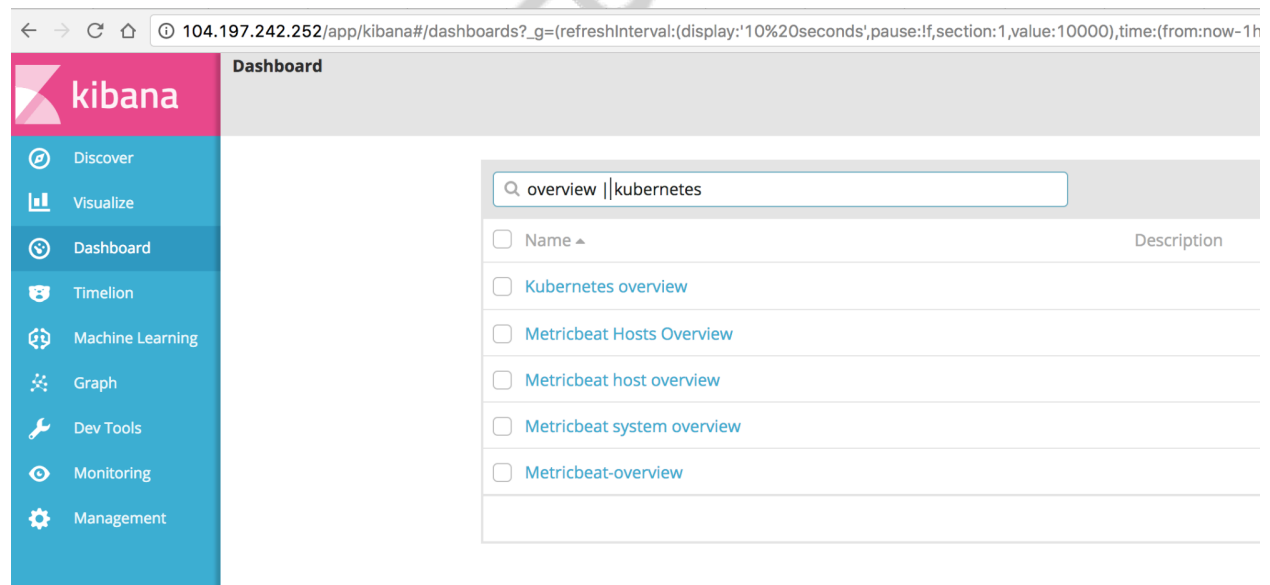 104.197.242.252/app/kibana#/dashboards?_g=(refreshInterval:(display:'10%20seconds',pause:!f,section:1,value:10000),time:(from:now-1h
kibana
Dashboard
Discover
Visualize
Dashboard
Timelion
Machine Learning
Graph
Dev Tools
Monitoring
Management
overview | kubernetes
Name
Description
Kubernetes overview
Metricbeat Hosts Overview
Metricbeat host overview
Metricbeat system overview
Metricbeat-overview